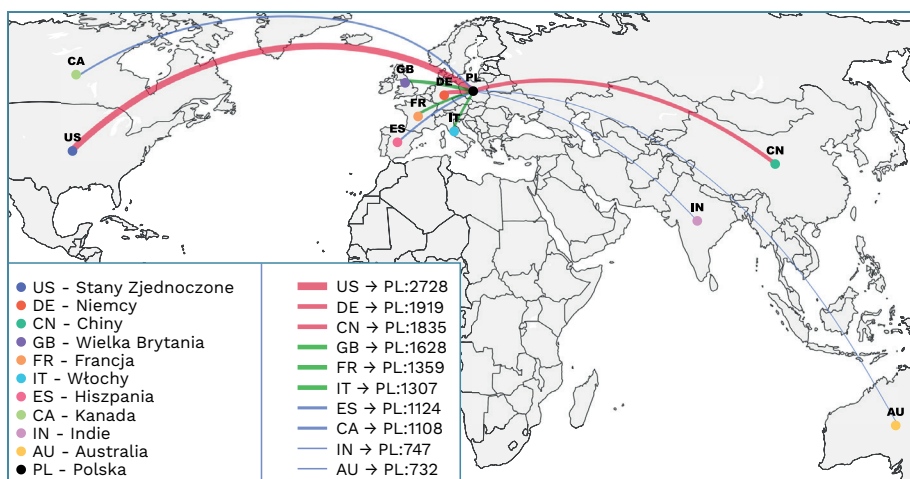 CA
US
GB
DE
PL
FR
IT
ES
CN
IN
AU
US - Stany Zjednoczone
DE - Niemcy
CN - Chiny
GB - Wielka Brytania
FR - Francja
IT - Włochy
ES - Hiszpania
CA - Kanada
IN - Indie
AU - Australia
PL - Polska
US → PL:2728
DE → PL:1919
CN → PL:1835
GB → PL:1628
FR → PL:1359
IT → PL:1307
ES → PL:1124
CA → PL:1108
IN → PL:747
AU → PL:732